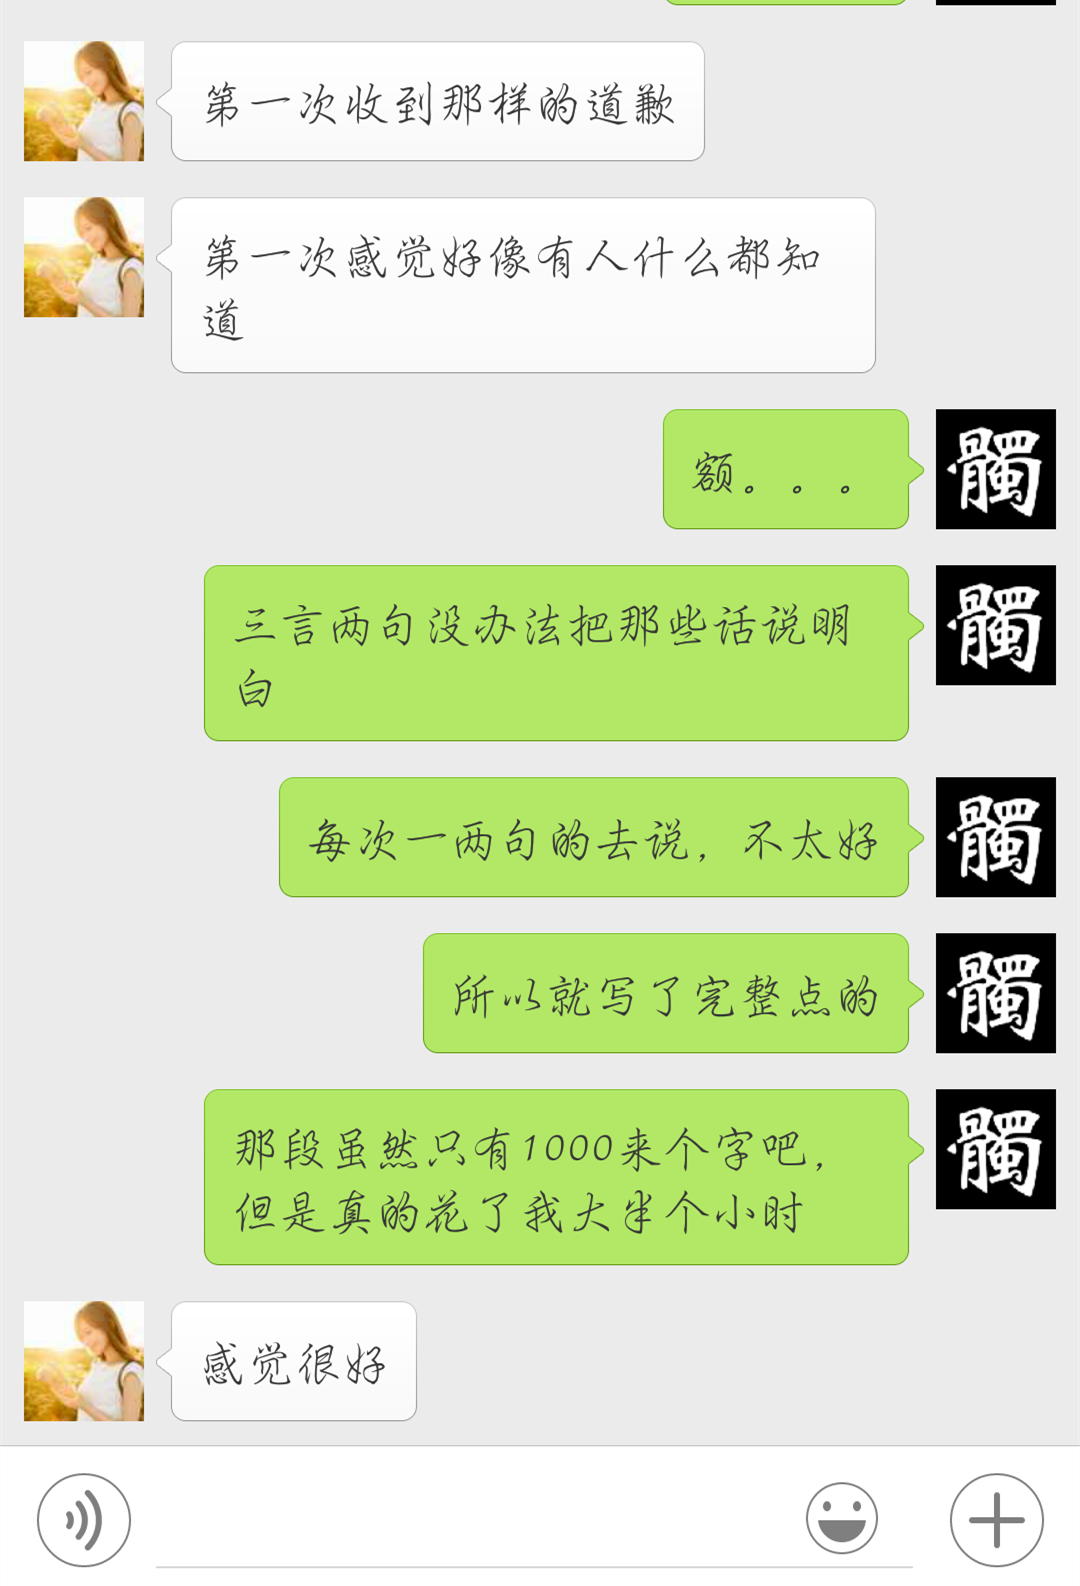 第一次收到那样的道歉
第一次感觉好像有人什么都知
道
额。。。
髑
三言两句没办法把那些话说明
白
髑
每次一两句的去说，不太好
髑
所以就写了完整点的
髑
那段虽然只有1000来个字吧，
但是真的花了我大半个小时
髑
感觉很好